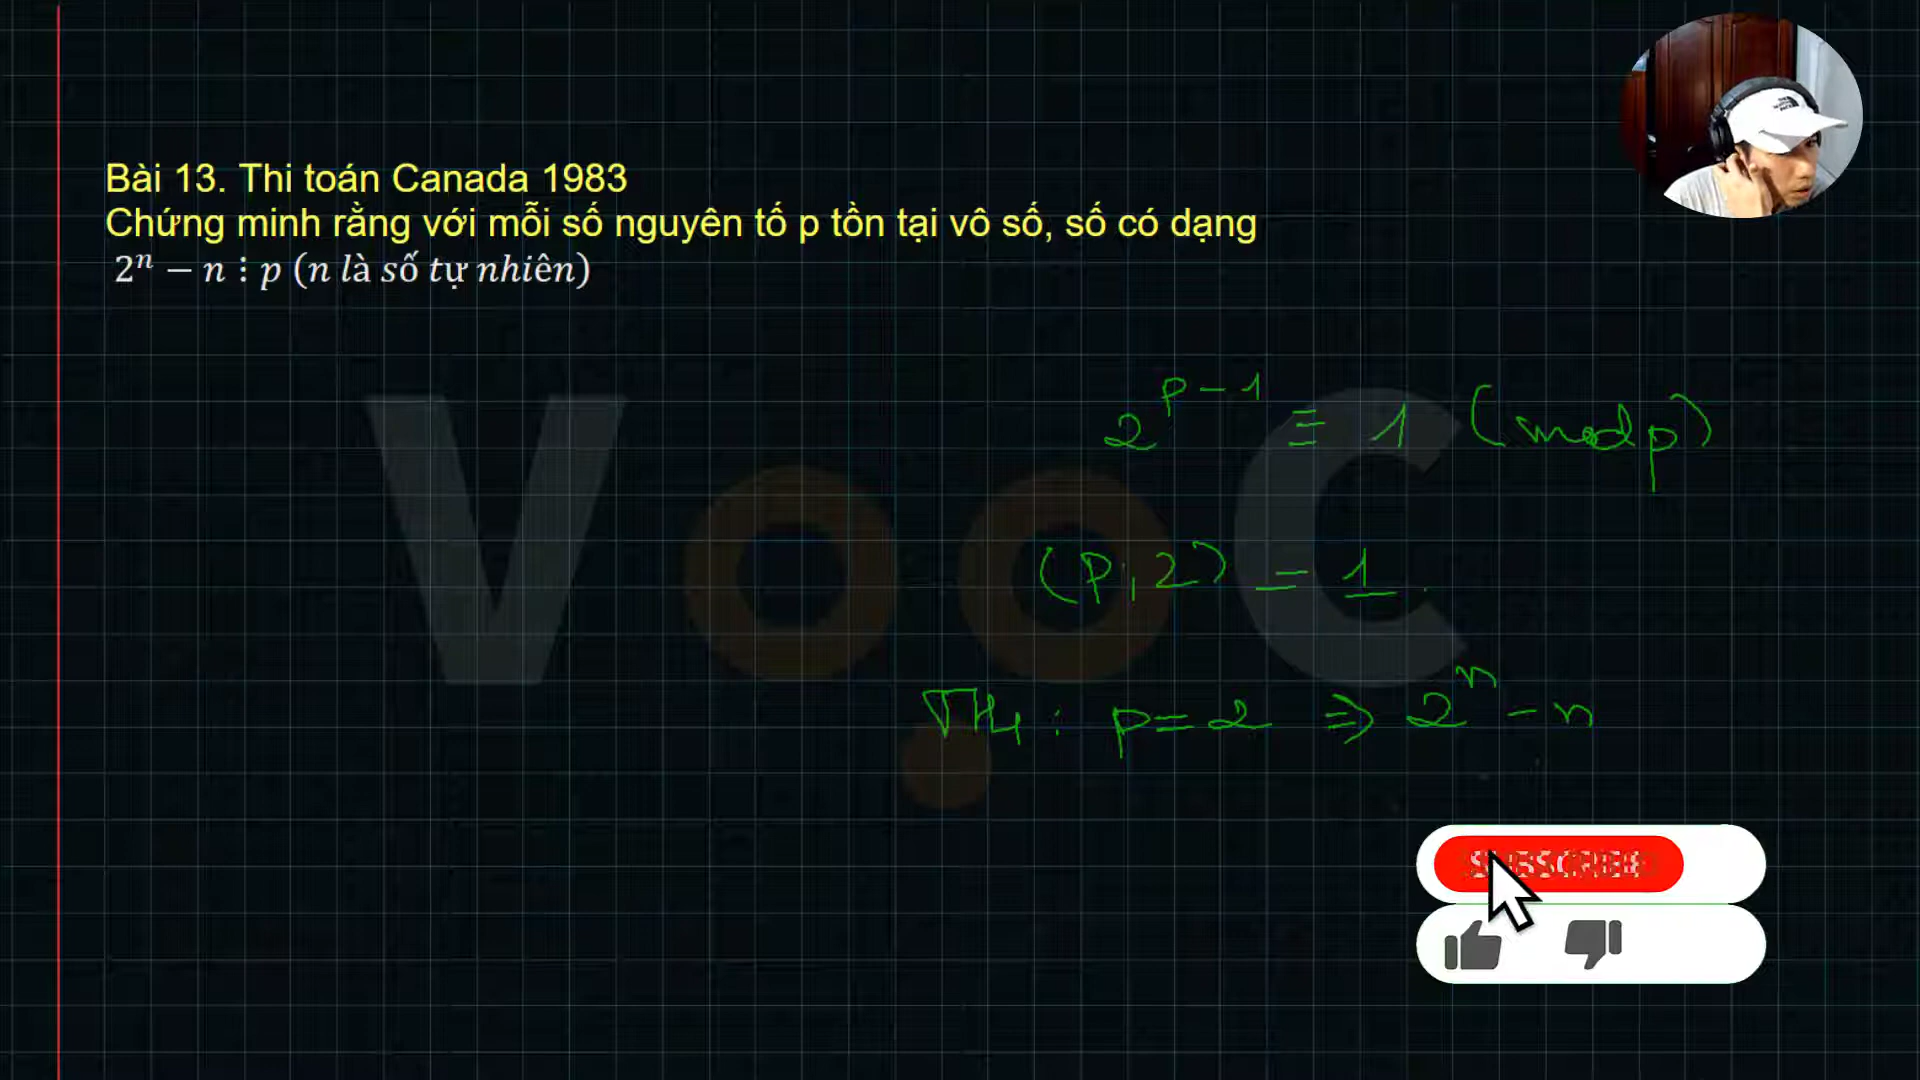 Bài 13. Thi toán Canada 1983
Chứng minh rằng với mỗi số nguyên tố p tồn tại vô số, số có dạng
2ⁿ − n ⋮ p (n là số tự nhiên)
2^{p-1} ≡ 1 (mod p)
(p, 2) = 1.
TH₁ : p = 2 ⇒ 2ⁿ − n
VOOC